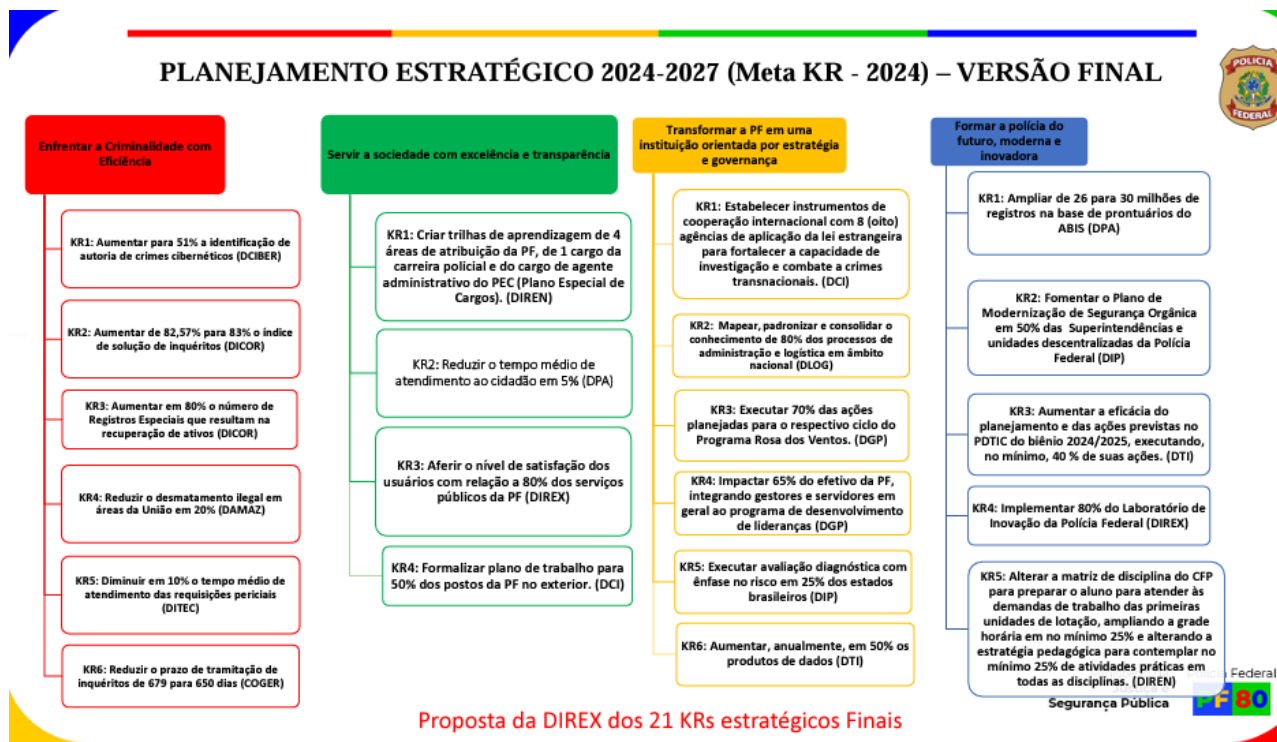 PLANEJAMENTO ESTRATÉGICO 2024-2027 (Meta KR - 2024) – VERSÃO FINAL
POLICIA
FEDERAL
Enfrentar a Criminalidade com
Eficiência
KR1: Aumentar para 51% a identificação de
autoria de crimes cibernéticos (DCIBER)
KR2: Aumentar de 82,57% para 83% o índice
de solução de inquéritos (DICOR)
KR3: Aumentar em 80% o número de
Registros Especiais que resultam na
recuperação de ativos (DICOR)
KR4: Reduzir o desmatamento ilegal em
áreas da União em 20% (DAMAZ)
KR5: Diminuir em 10% o tempo médio de
atendimento das requisições periciais
(DITEC)
KR6: Reduzir o prazo de tramitação de
inquéritos de 679 para 650 dias (COGER)
Servir a sociedade com excelência e transparência
KR1: Criar trilhas de aprendizagem de 4
áreas de atribuição da PF, de 1 cargo da
carreira policial e do cargo de agente
administrativo do PEC (Plano Especial de
Cargos). (DIREN)
KR2: Reduzir o tempo médio de
atendimento ao cidadão em 5% (DPA)
KR3: Aferir o nível de satisfação dos
usuários com relação a 80% dos serviços
públicos da PF (DIREX)
KR4: Formalizar plano de trabalho para
50% dos postos da PF no exterior. (DCI)
Transformar a PF em uma
instituição orientada por estratégia
e governança
KR1: Estabelecer instrumentos de
cooperação internacional com 8 (oito)
agências de aplicação da lei estrangeira
para fortalecer a capacidade de
investigação e combate a crimes
transnacionais. (DCI)
KR2: Mapear, padronizar e consolidar o
conhecimento de 80% dos processos de
administração e logística em âmbito
nacional (DLOG)
KR3: Executar 70% das ações
planejadas para o respectivo ciclo do
Programa Rosa dos Ventos. (DGP)
KR4: Impactar 65% do efetivo da PF,
integrando gestores e servidores em
geral ao programa de desenvolvimento
de lideranças (DGP)
KR5: Executar avaliação diagnóstica com
ênfase no risco em 25% dos estados
brasileiros (DIP)
KR6: Aumentar, anualmente, em 50% os
produtos de dados (DTI)
Formar a polícia do
futuro, moderna e
inovadora
KR1: Ampliar de 26 para 30 milhões de
registros na base de prontuários do
ABIS (DPA)
KR2: Fomentar o Plano de
Modernização de Segurança Orgânica
em 50% das Superintendências e
unidades descentralizadas da Polícia
Federal (DIP)
KR3: Aumentar a eficácia do
planejamento e das ações previstas no
PDTIC do biênio 2024/2025, executando,
no mínimo, 40 % de suas ações. (DTI)
KR4: Implementar 80% do Laboratório de
Inovação da Polícia Federal (DIREX)
KR5: Alterar a matriz de disciplina do CFP
para preparar o aluno para atender às
demandas de trabalho das primeiras
unidades de lotação, ampliando a grade
horária em no mínimo 25% e alterando a
estratégia pedagógica para contemplar no
mínimo 25% de atividades práticas em
todas as disciplinas. (DIREN)
Federal
Segurança Pública
PF 80
Proposta da DIREX dos 21 KRs estratégicos Finais